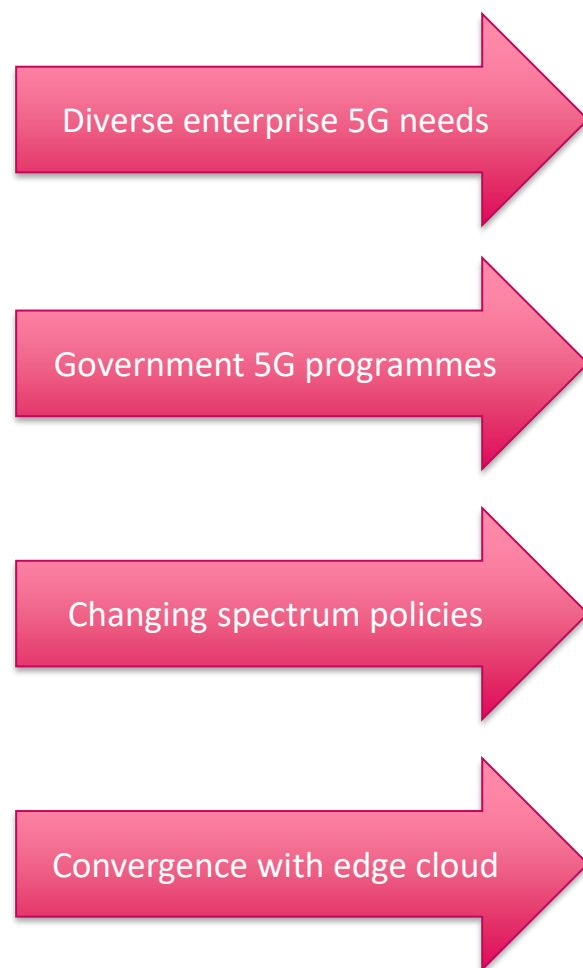 Diverse enterprise 5G needs
Government 5G programmes
Changing spectrum policies
Convergence with edge cloud